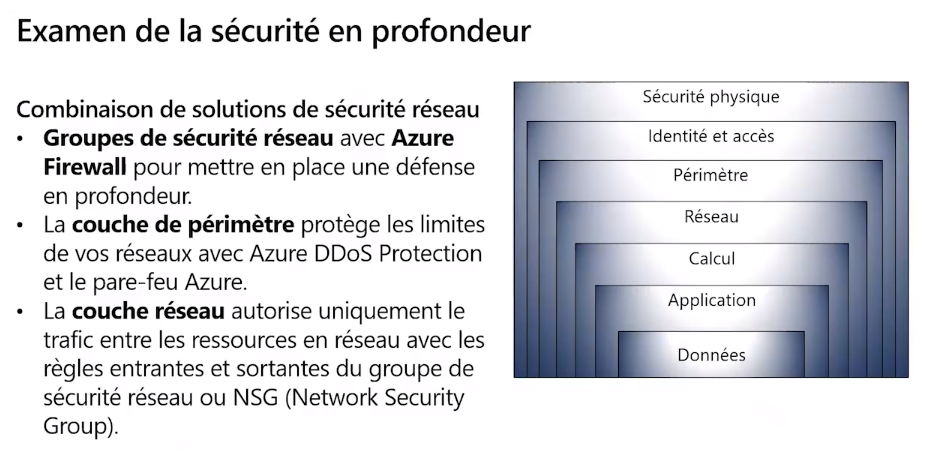 Examen de la sécurité en profondeur
Combinaison de solutions de sécurité réseau
• Groupes de sécurité réseau avec Azure
Firewall pour mettre en place une défense
en profondeur.
• La couche de périmètre protège les limites
de vos réseaux avec Azure DDoS Protection
et le pare-feu Azure.
• La couche réseau autorise uniquement le
trafic entre les ressources en réseau avec les
règles entrantes et sortantes du groupe de
sécurité réseau ou NSG (Network Security
Group).
Sécurité physique
Identité et accès
Périmètre
Réseau
Calcul
Application
Données